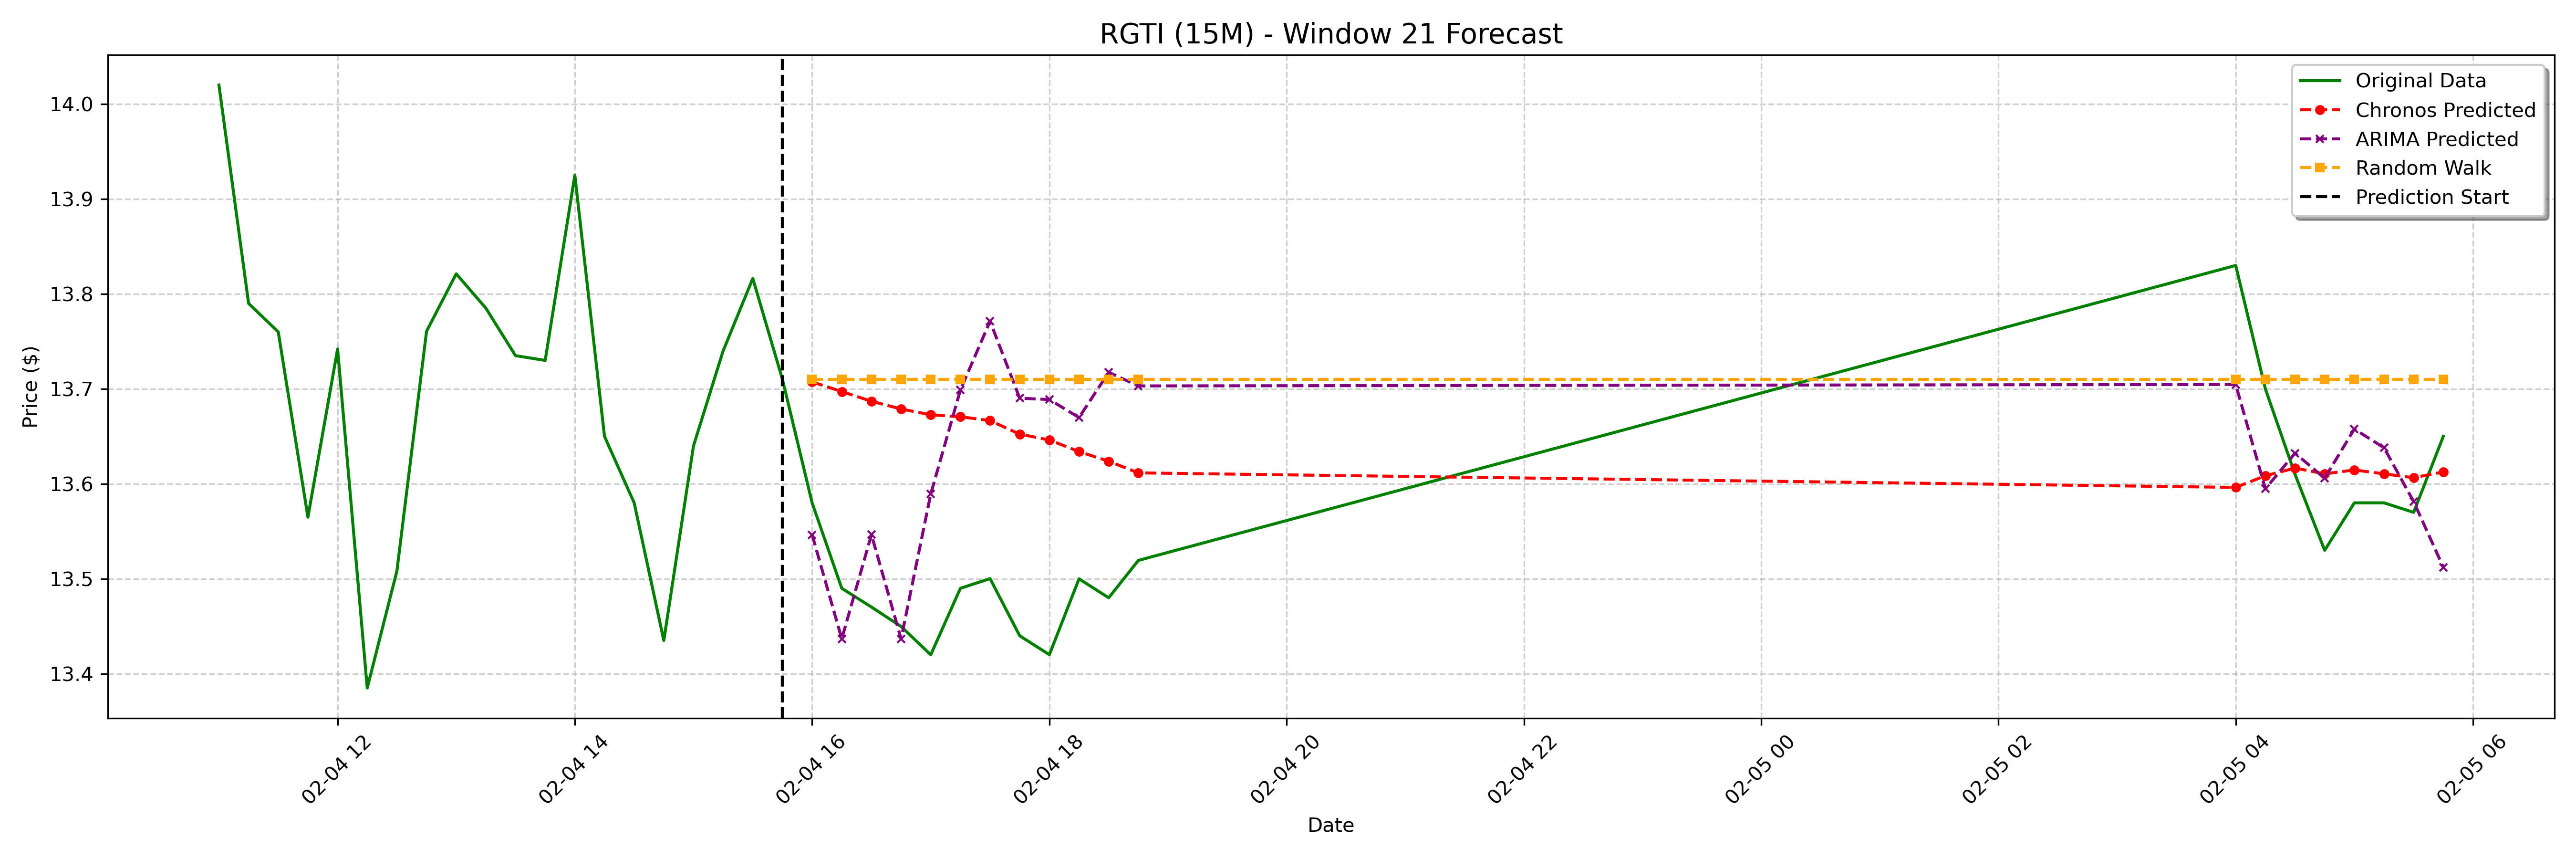 RGTI (15M) - Window 21 Forecast
Original Data
Chronos Predicted
ARIMA Predicted
Random Walk
Prediction Start
Price ($)
14.0
13.9
13.8
13.7
13.6
13.5
13.4
02-04 12
02-04 14
02-04 16
02-04 18
02-04 20
02-04 22
02-05 00
02-05 02
02-05 04
02-05 06
Date